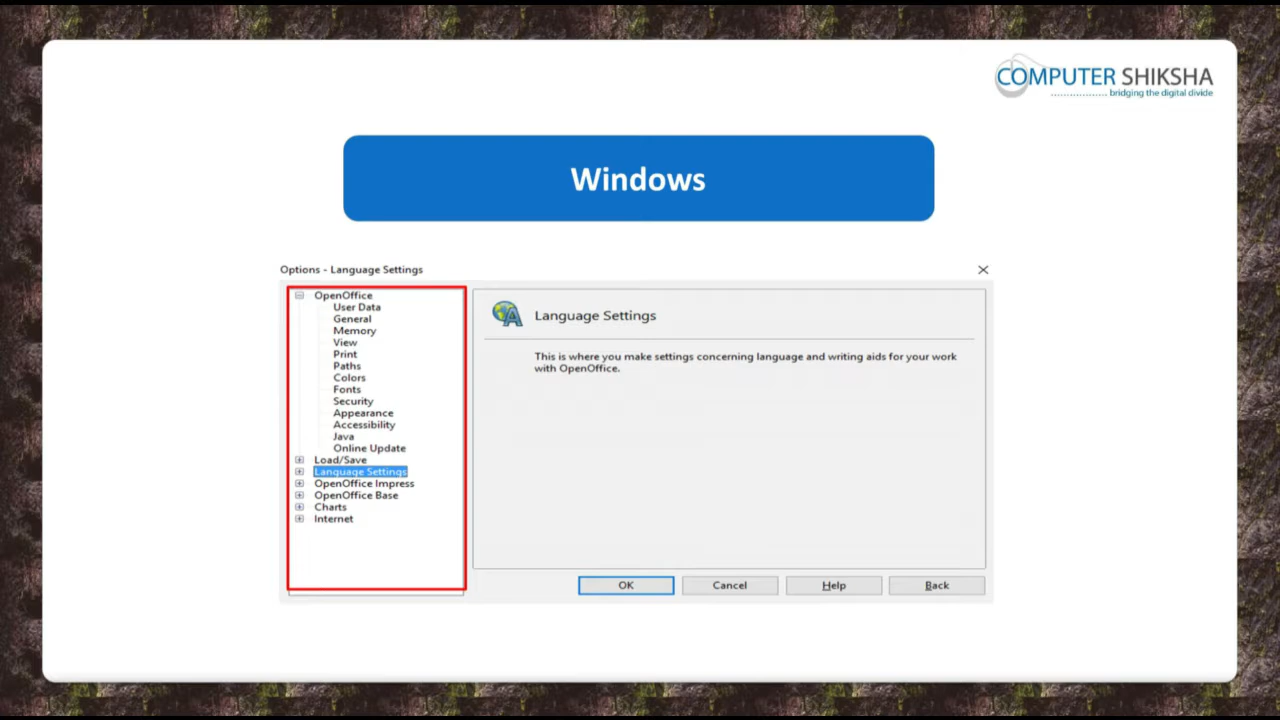 COMPUTER SHIKSHA
bridging the digital divide
Windows
Options - Language Settings
OpenOffice
User Data
General
Memory
View
Print
Paths
Colors
Fonts
Security
Appearance
Accessibility
Java
Online Update
Load/Save
Language Settings
OpenOffice Impress
OpenOffice Base
Charts
Internet
Language Settings
This is where you make settings concerning language and writing aids for your work
with OpenOffice.
OK Cancel Help Back